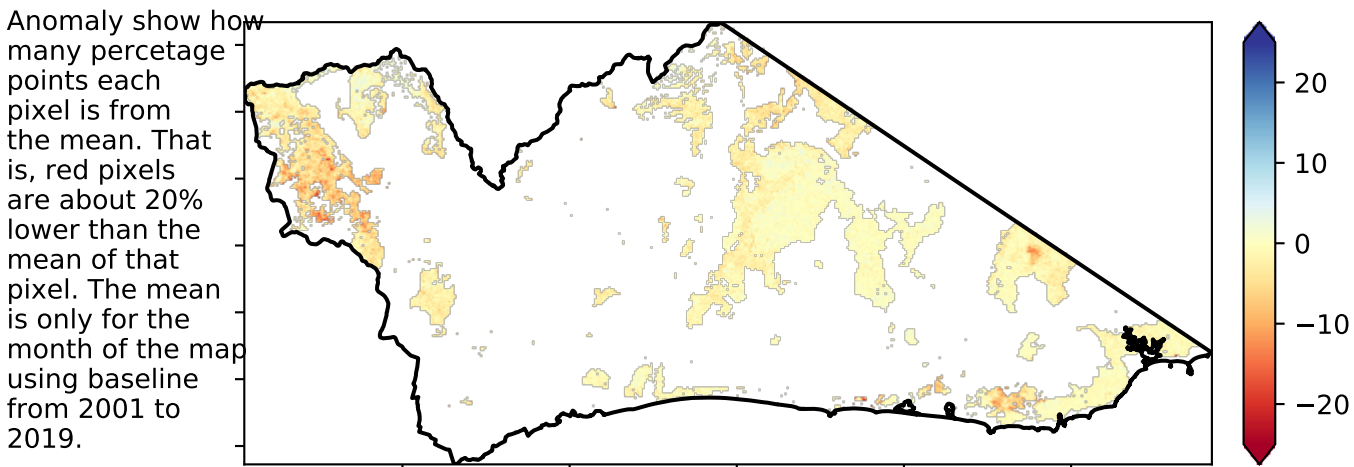 Anomaly show how
many percetage
points each
pixel is from
the mean. That
is, red pixels
are about 20%
lower than the
mean of that
pixel. The mean
is only for the
month of the map
using baseline
from 2001 to
2019.
20
10
0
−10
−20